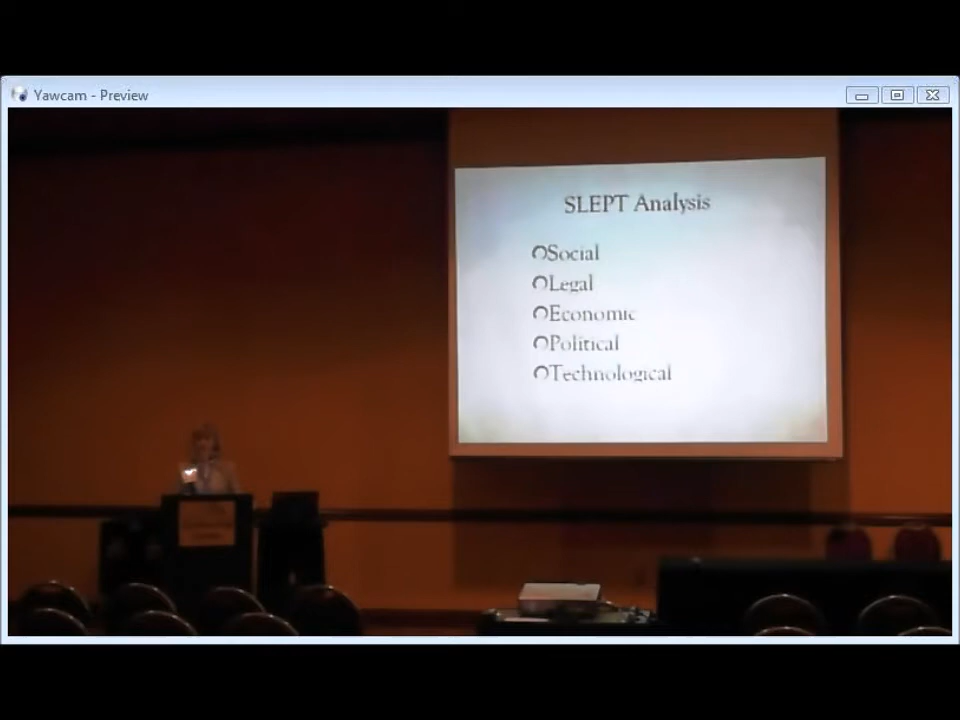 Yawcam - Preview
SLEPT Analysis
Social
Legal
Economic
Political
Technological